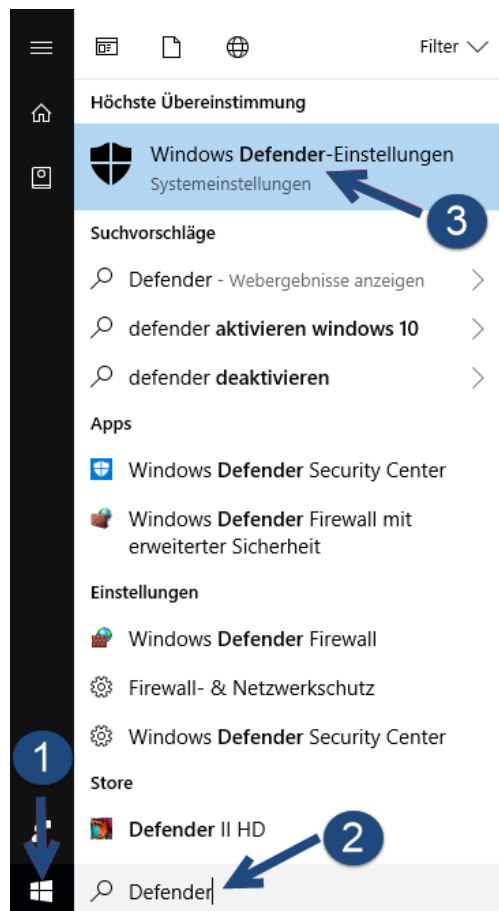 Filter
Höchste Übereinstimmung
Windows Defender-Einstellungen
Systemeinstellungen
3
Suchvorschläge
Defender - Webergebnisse anzeigen
defender aktivieren windows 10
defender deaktivieren
Apps
Windows Defender Security Center
Windows Defender Firewall mit
erweiterter Sicherheit
Einstellungen
Windows Defender Firewall
Firewall- & Netzwerkschutz
Windows Defender Security Center
1
Store
Defender II HD
2
Defender